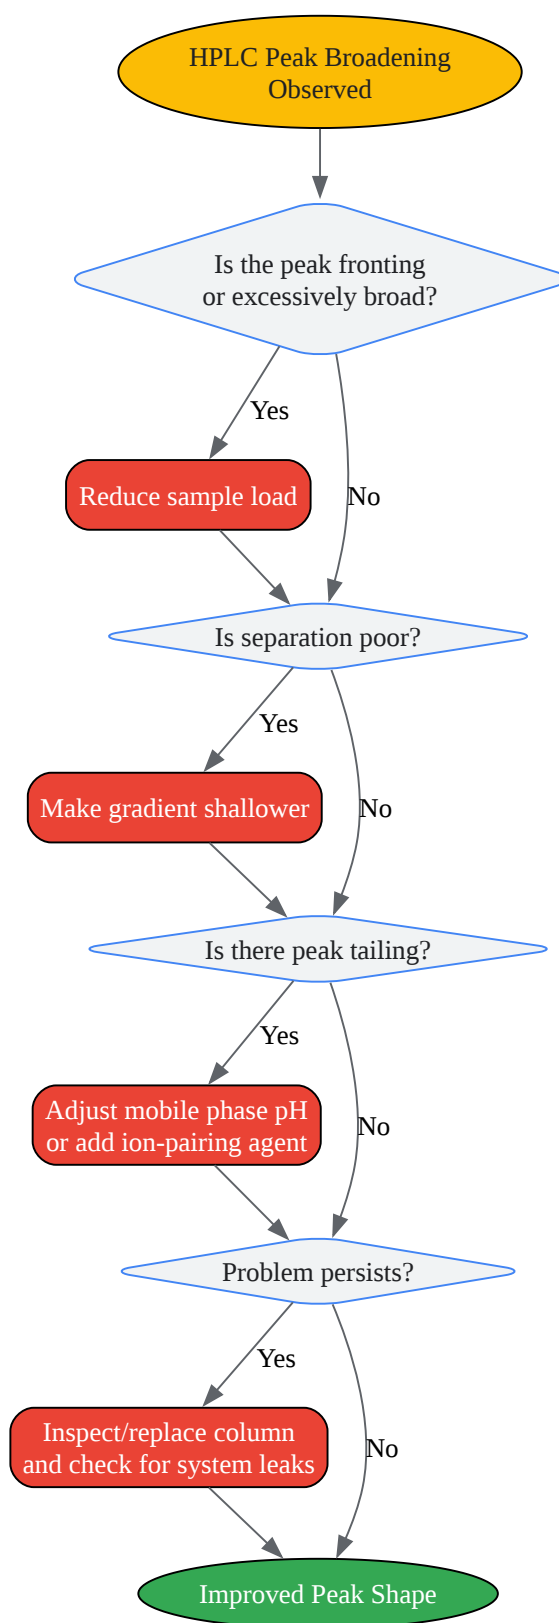 HPLC Peak Broadening
Observed
Is the peak fronting
or excessively broad?
Yes
Reduce sample load
No
Is separation poor?
Yes
Make gradient shallower
No
Is there peak tailing?
Yes
Adjust mobile phase pH
or add ion-pairing agent
No
Problem persists?
Yes
Inspect/replace column
and check for system leaks
No
Improved Peak Shape